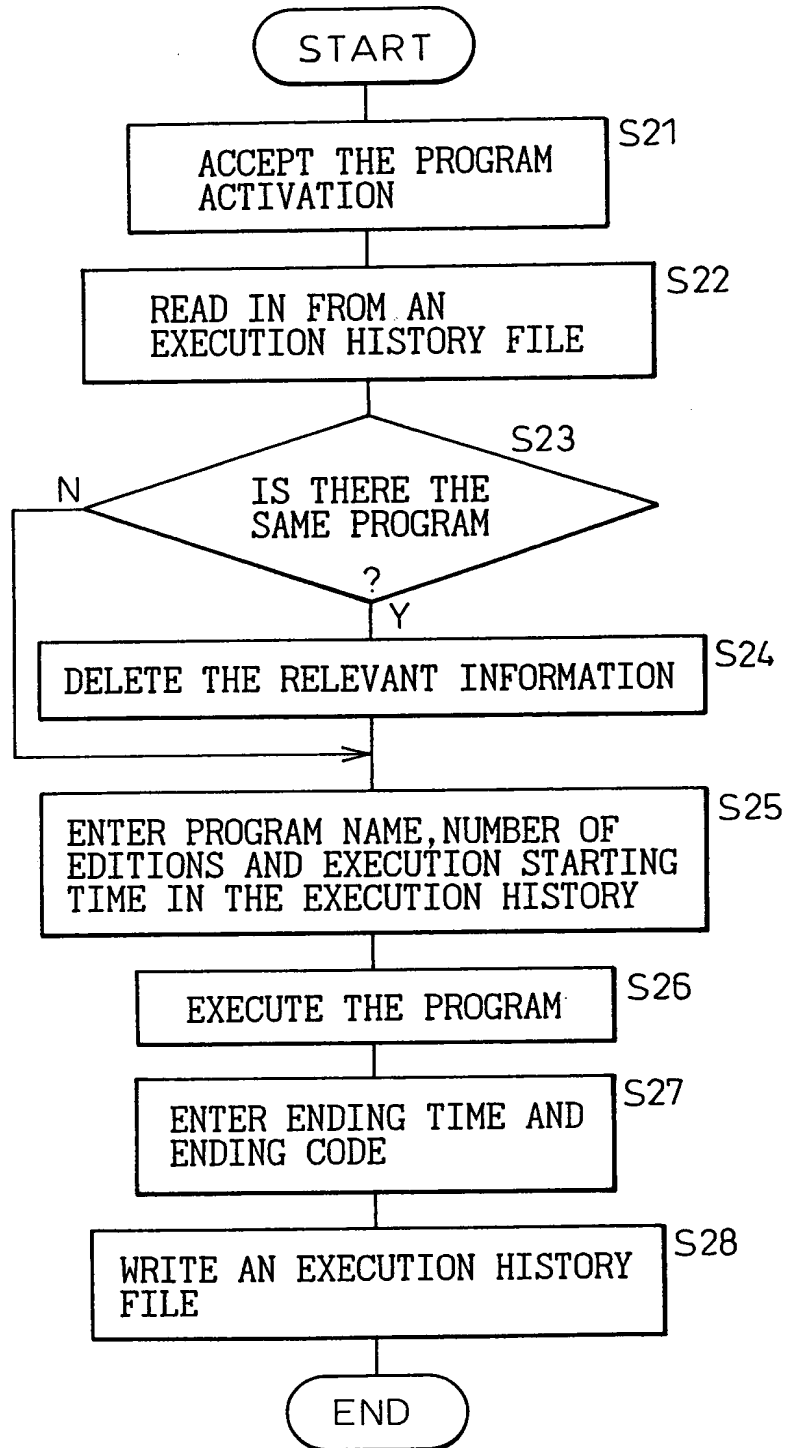 START
S21
ACCEPT THE PROGRAM
ACTIVATION
S22
READ IN FROM AN
EXECUTION HISTORY FILE
S23
N
IS THERE THE
SAME PROGRAM
?
Y
S24
DELETE THE RELEVANT INFORMATION
S25
ENTER PROGRAM NAME, NUMBER OF
EDITIONS AND EXECUTION STARTING
TIME IN THE EXECUTION HISTORY
S26
EXECUTE THE PROGRAM
S27
ENTER ENDING TIME AND
ENDING CODE
S28
WRITE AN EXECUTION HISTORY
FILE
END